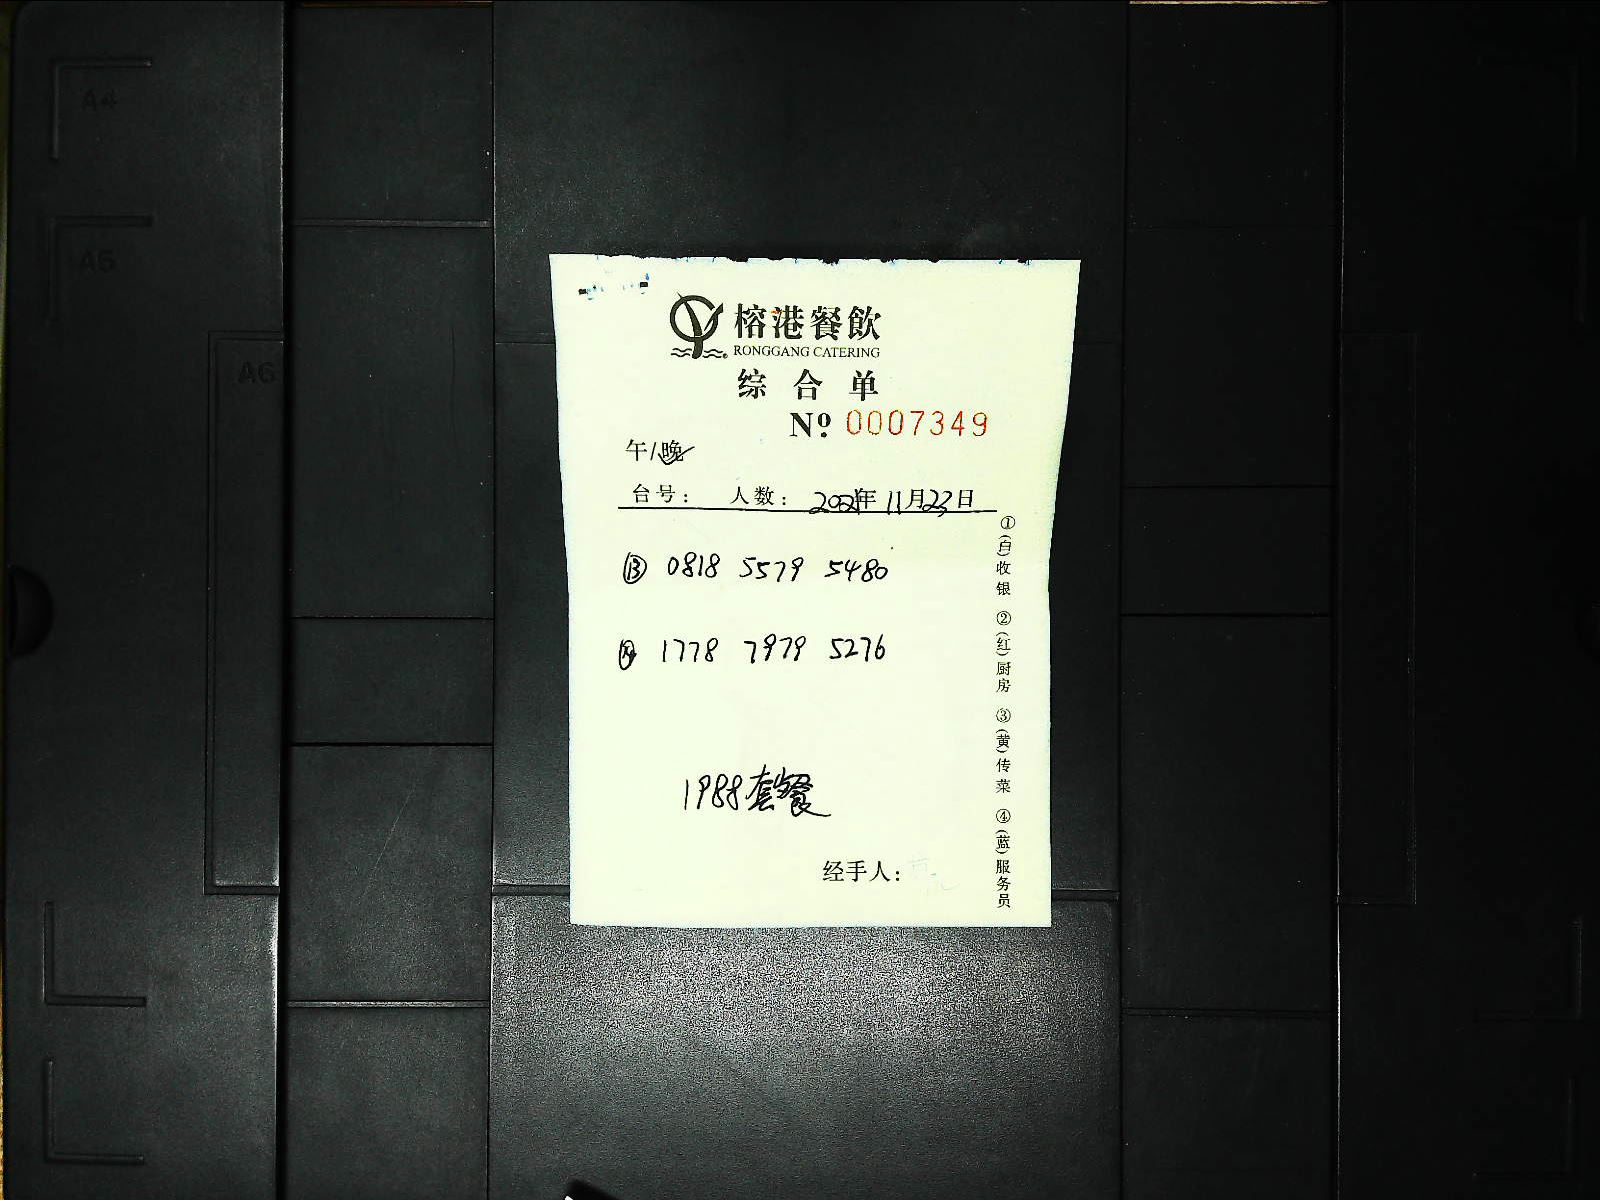 A4
A5
A6
榕港餐飲
RONGGANG CATERING
综合单
№ 0007349
午/晚
台号: 人数: 2021年11月23日
⑬ 0818 5579 5480
1778 7979 5276
1988套餐
经手人:
①(白)收银 ②(红)厨房 ③(黄)传菜 ④(蓝)服务员